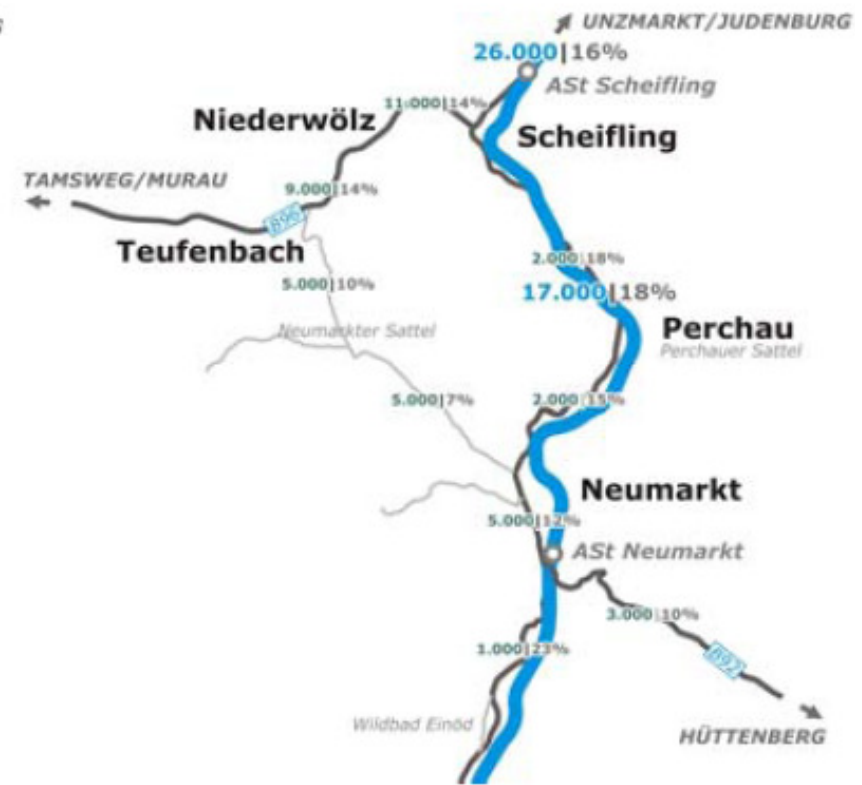 UNZMARKT/JUDENBURG
26.000|16%
ASt Scheifling
11.000|14%
Niederwölz
Scheifling
TAMSWEG/MURAU
9.000|14%
896
Teufenbach
2.000|18%
5.000|10%
17.000|18%
Neumarkter Sattel
Perchau
Perchauer Sattel
5.000|7%
2.000|15%
Neumarkt
5.000|12%
ASt Neumarkt
3.000|10%
1.000|23%
892
Wildbad Einöd
HÜTTENBERG